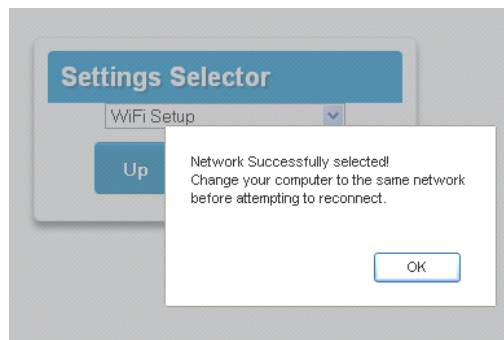 Settings Selector
WiFi Setup
Up
Network Successfully selected!
Change your computer to the same network
before attempting to reconnect.
OK